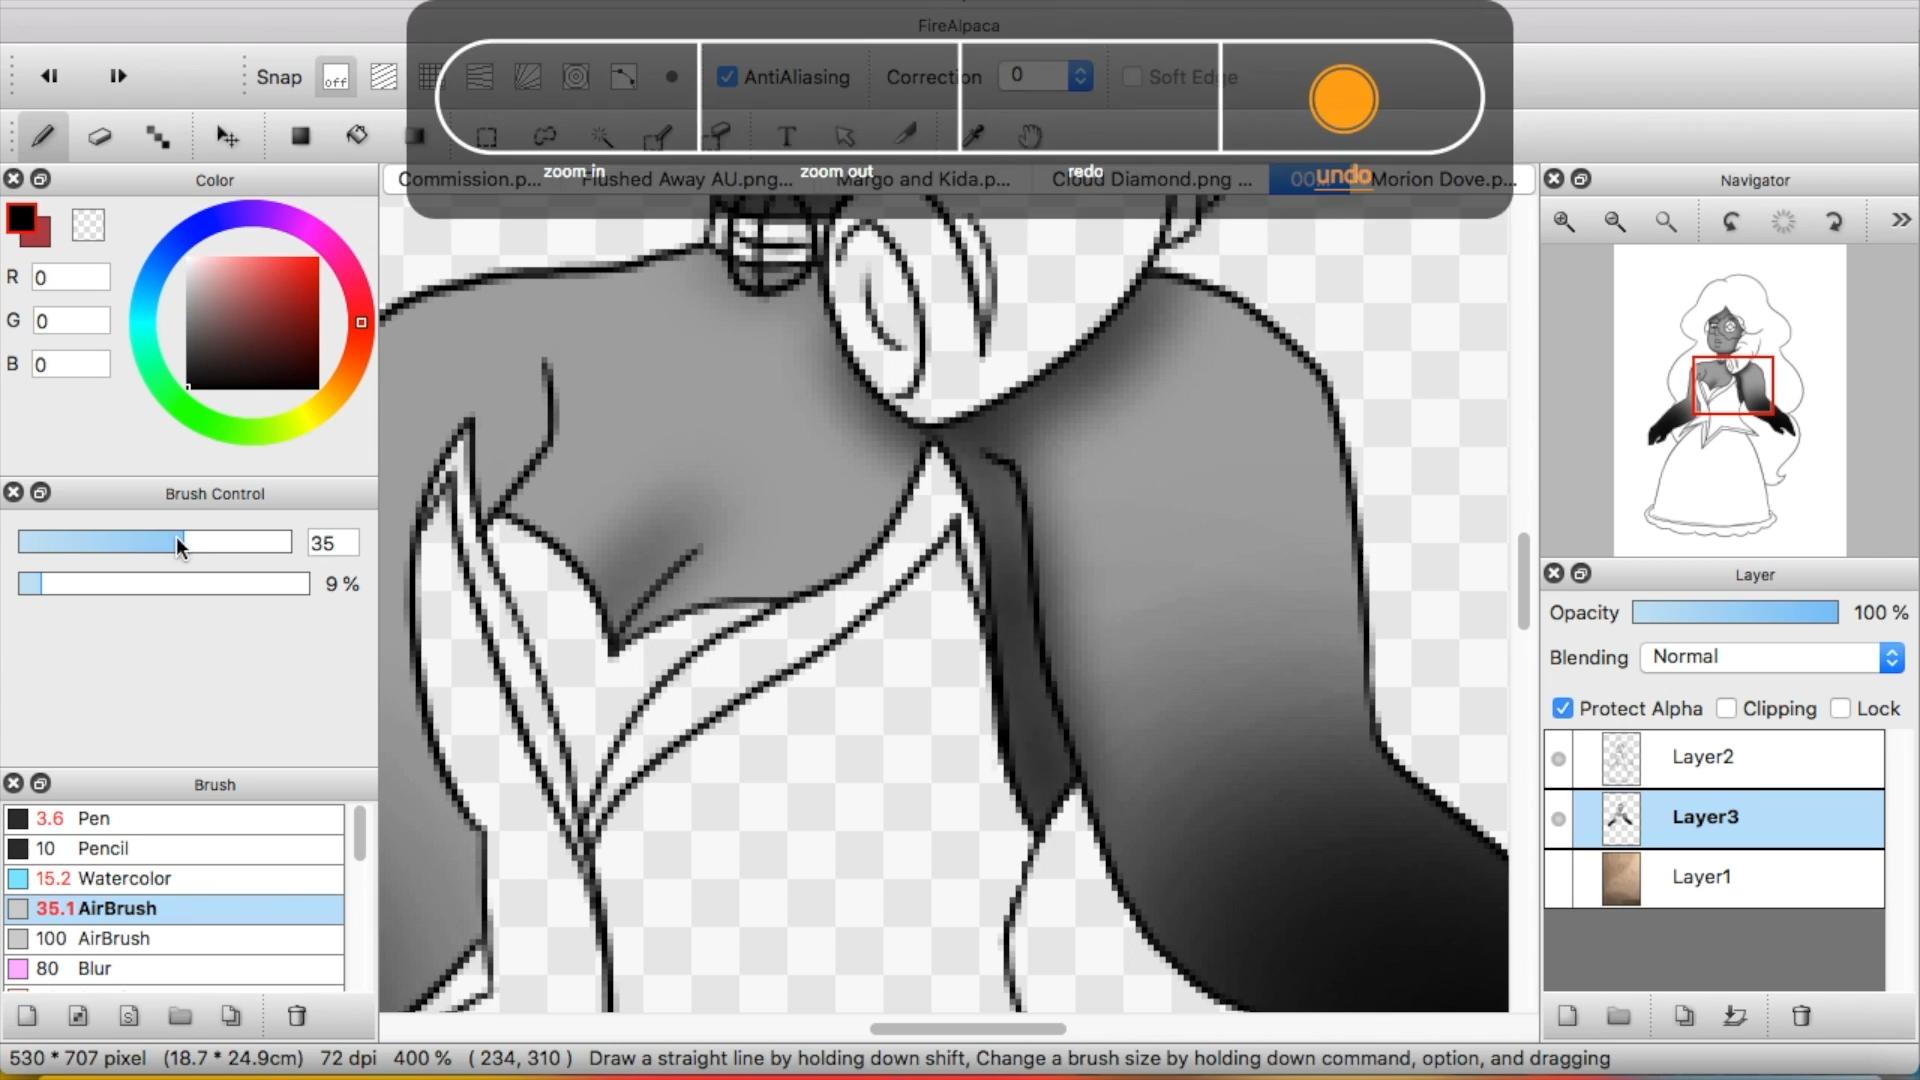 FireAlpaca
Snap off AntiAliasing Correction 0 Soft Edge
T
zoom in zoom out redo undo
Color Commission.p... Flushed Away AU.png... Margo and Kida.p... Cloud Diamond.png ... Morion Dove.p... Navigator
R 0
G 0
B 0
Brush Control
35
9 %
Brush
3.6 Pen
10 Pencil
15.2 Watercolor
35.1 AirBrush
100 AirBrush
80 Blur
Layer
Opacity 100 %
Blending Normal
Protect Alpha Clipping Lock
Layer2
Layer3
Layer1
530 * 707 pixel (18.7 * 24.9cm) 72 dpi 400 % ( 234, 310 ) Draw a straight line by holding down shift, Change a brush size by holding down command, option, and dragging